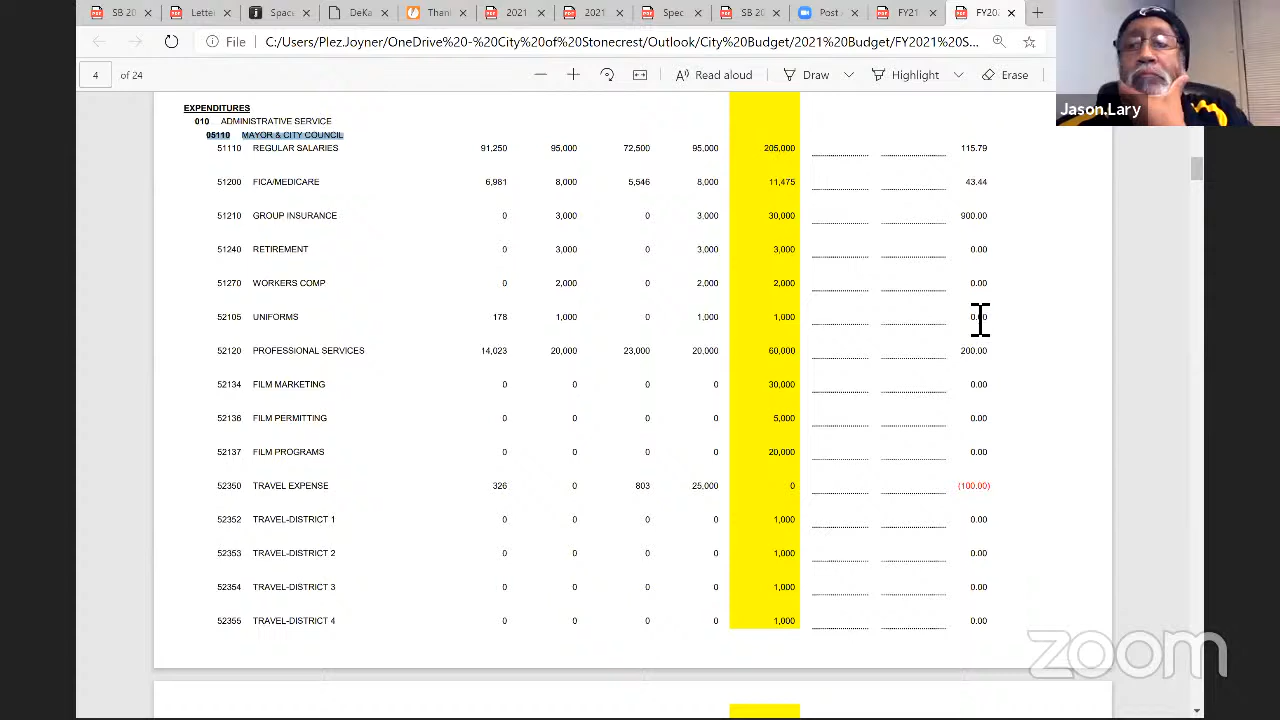 SB 20
Letter
Space
Then
202
Spec
SB 20
Post
FY21
FY20
File C:/Users/Plez.Joyner/OneDrive%20-%20City%20of%20Stonecrest/Outlook/City%20Budget/2021%20Budget/FY2021%20S...
4 of 24 Read aloud Draw Highlight Erase
Jason.Lary
EXPENDITURES
010 ADMINISTRATIVE SERVICE
05110 MAYOR & CITY COUNCIL
51110 REGULAR SALARIES 91,250 95,000 72,500 95,000 205,000 115.79
51200 FICA/MEDICARE 6,981 8,000 5,546 8,000 11,475 43.44
51210 GROUP INSURANCE 0 3,000 0 3,000 30,000 900.00
51240 RETIREMENT 0 3,000 0 3,000 3,000 0.00
51270 WORKERS COMP 0 2,000 0 2,000 2,000 0.00
52105 UNIFORMS 178 1,000 0 1,000 1,000 0.00
52120 PROFESSIONAL SERVICES 14,023 20,000 23,000 20,000 60,000 200.00
52134 FILM MARKETING 0 0 0 0 30,000 0.00
52136 FILM PERMITTING 0 0 0 0 5,000 0.00
52137 FILM PROGRAMS 0 0 0 0 20,000 0.00
52350 TRAVEL EXPENSE 326 0 803 25,000 0 (100.00)
52352 TRAVEL-DISTRICT 1 0 0 0 0 1,000 0.00
52353 TRAVEL-DISTRICT 2 0 0 0 0 1,000 0.00
52354 TRAVEL-DISTRICT 3 0 0 0 0 1,000 0.00
52355 TRAVEL-DISTRICT 4 0 0 0 0 1,000 0.00
zoom